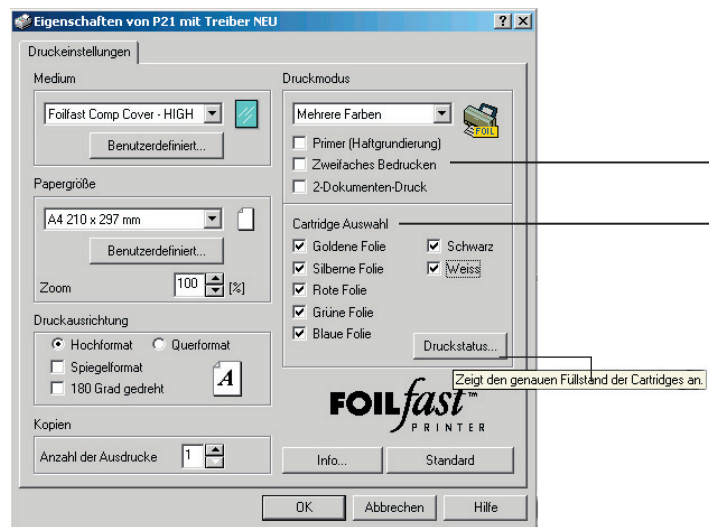 Eigenschaften von P21 mit Treiber NEU
Druckeinstellungen
Medium
Foilfast Comp Cover - HIGH
Benutzerdefiniert...
Papergröße
A4 210 x 297 mm
Benutzerdefiniert...
Zoom 100 [%]
Druckausrichtung
Hochformat Querformat
Spiegelformat
180 Grad gedreht
A
Kopien
Anzahl der Ausdrucke 1
Druckmodus
Mehrere Farben
FOIL
Primer (Haftgrundierung)
Zweifaches Bedrucken
2-Dokumenten-Druck
Cartridge Auswahl
Goldene Folie Schwarz
Silberne Folie Weiss
Rote Folie
Grüne Folie
Blaue Folie
Druckstatus...
Zeigt den genauen Füllstand der Cartridges an.
FOILfast™
PRINTER
Info... Standard
OK Abbrechen Hilfe